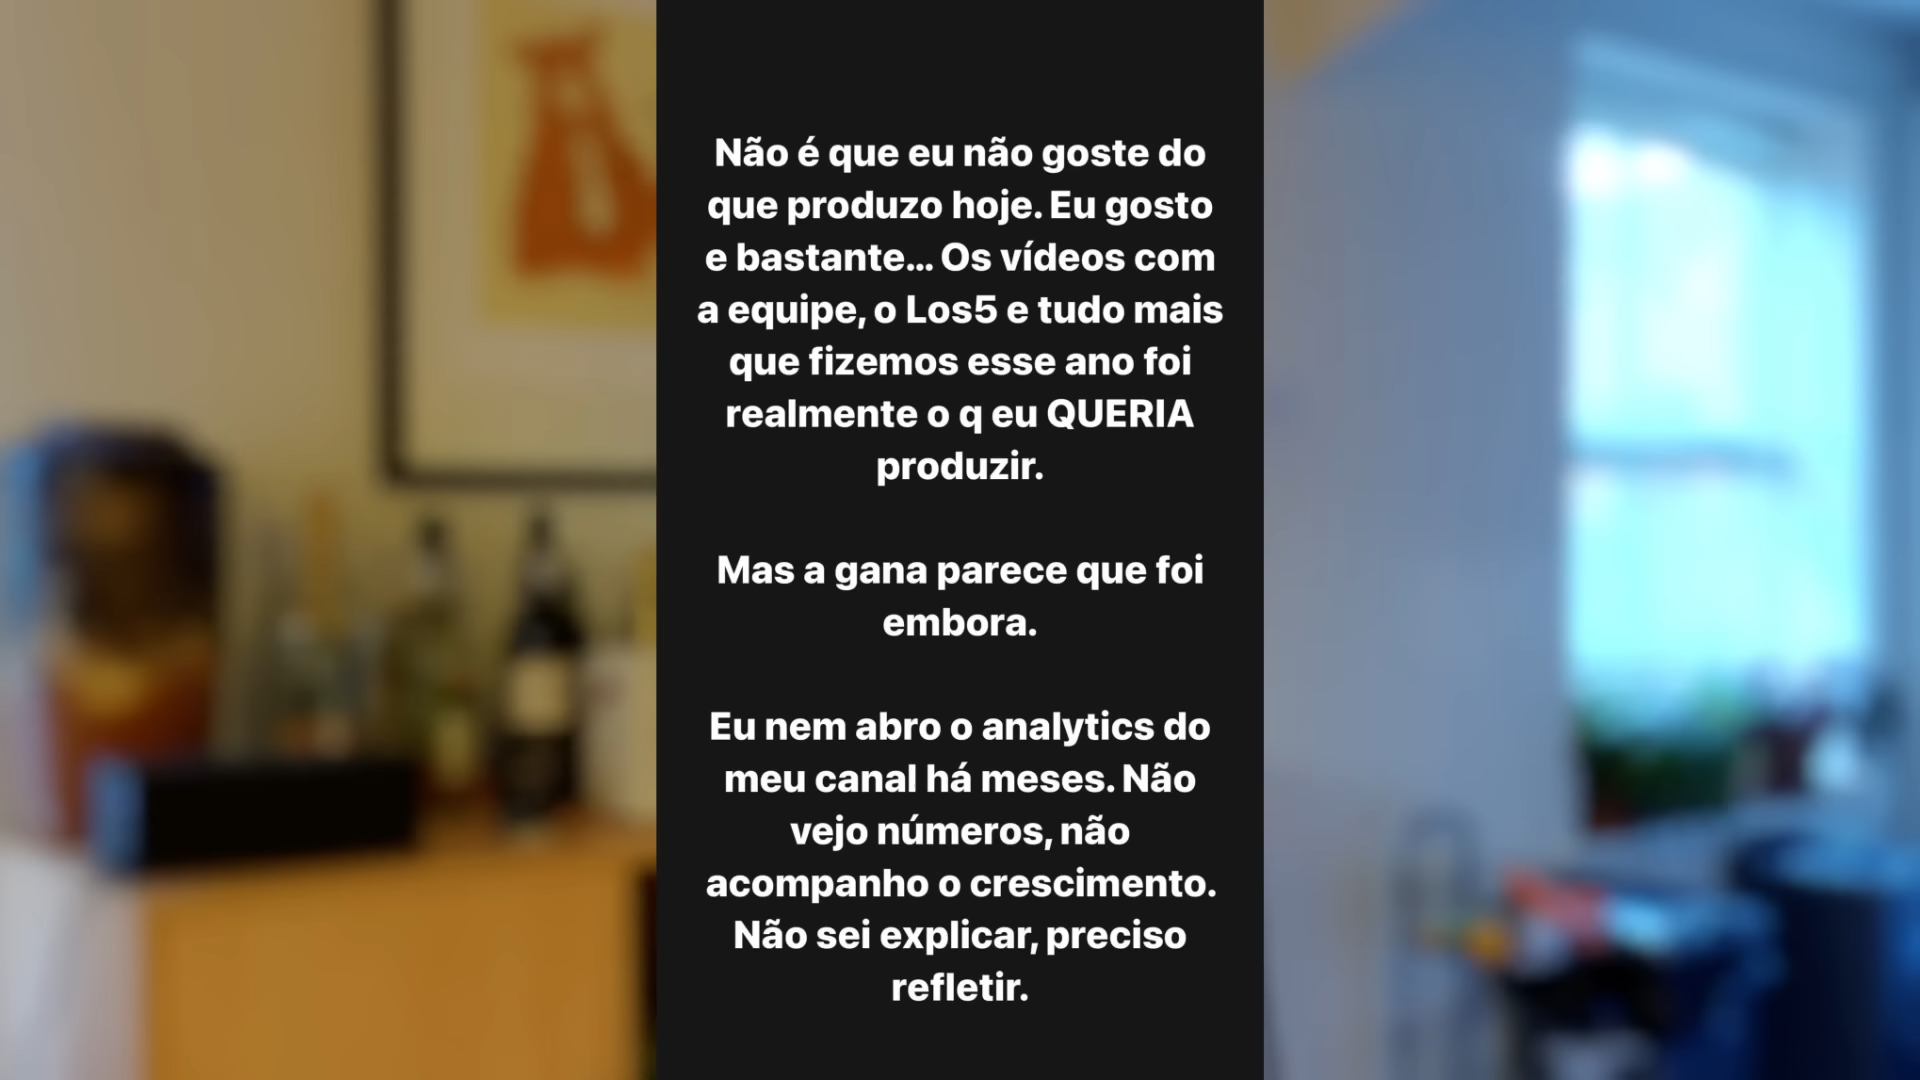 Não é que eu não goste do
que produzo hoje. Eu gosto
e bastante... Os vídeos com
a equipe, o Los5 e tudo mais
que fizemos esse ano foi
realmente o q eu QUERIA
produzir.
Mas a gana parece que foi
embora.
Eu nem abro o analytics do
meu canal há meses. Não
vejo números, não
acompanho o crescimento.
Não sei explicar, preciso
refletir.